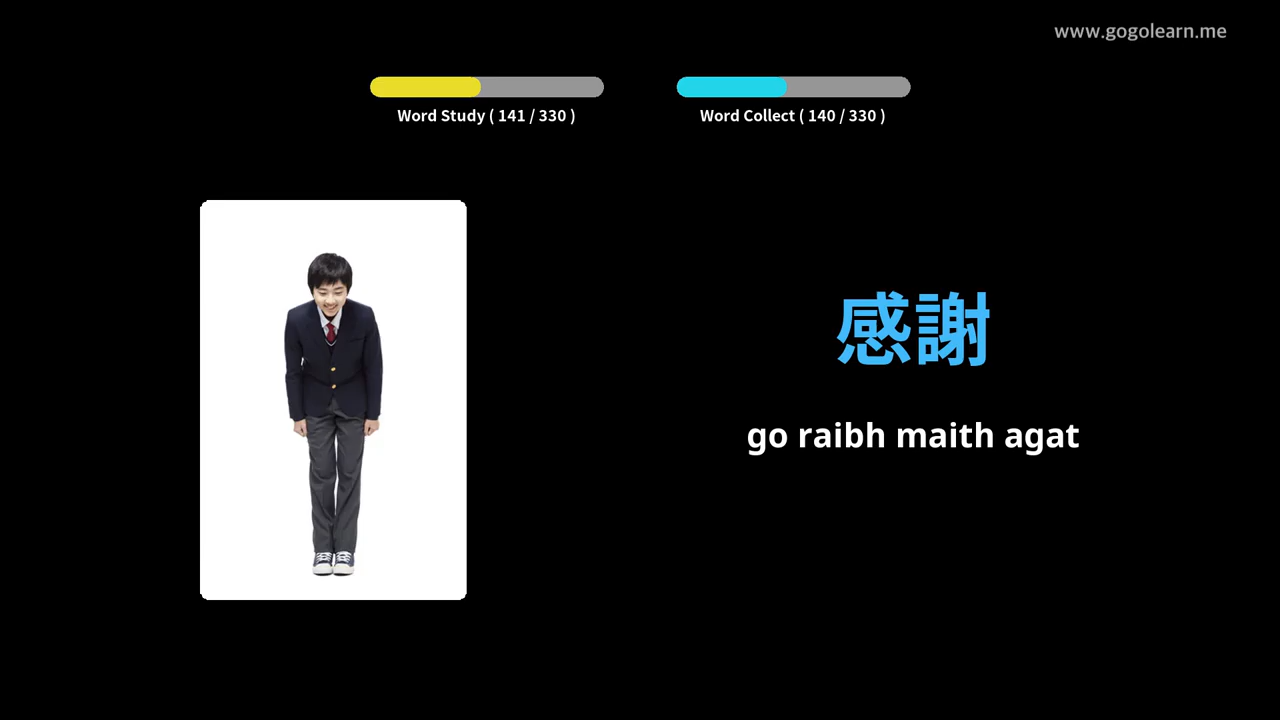 www.gogolearn.me
Word Study ( 141 / 330 )
Word Collect ( 140 / 330 )
感謝
go raibh maith agat